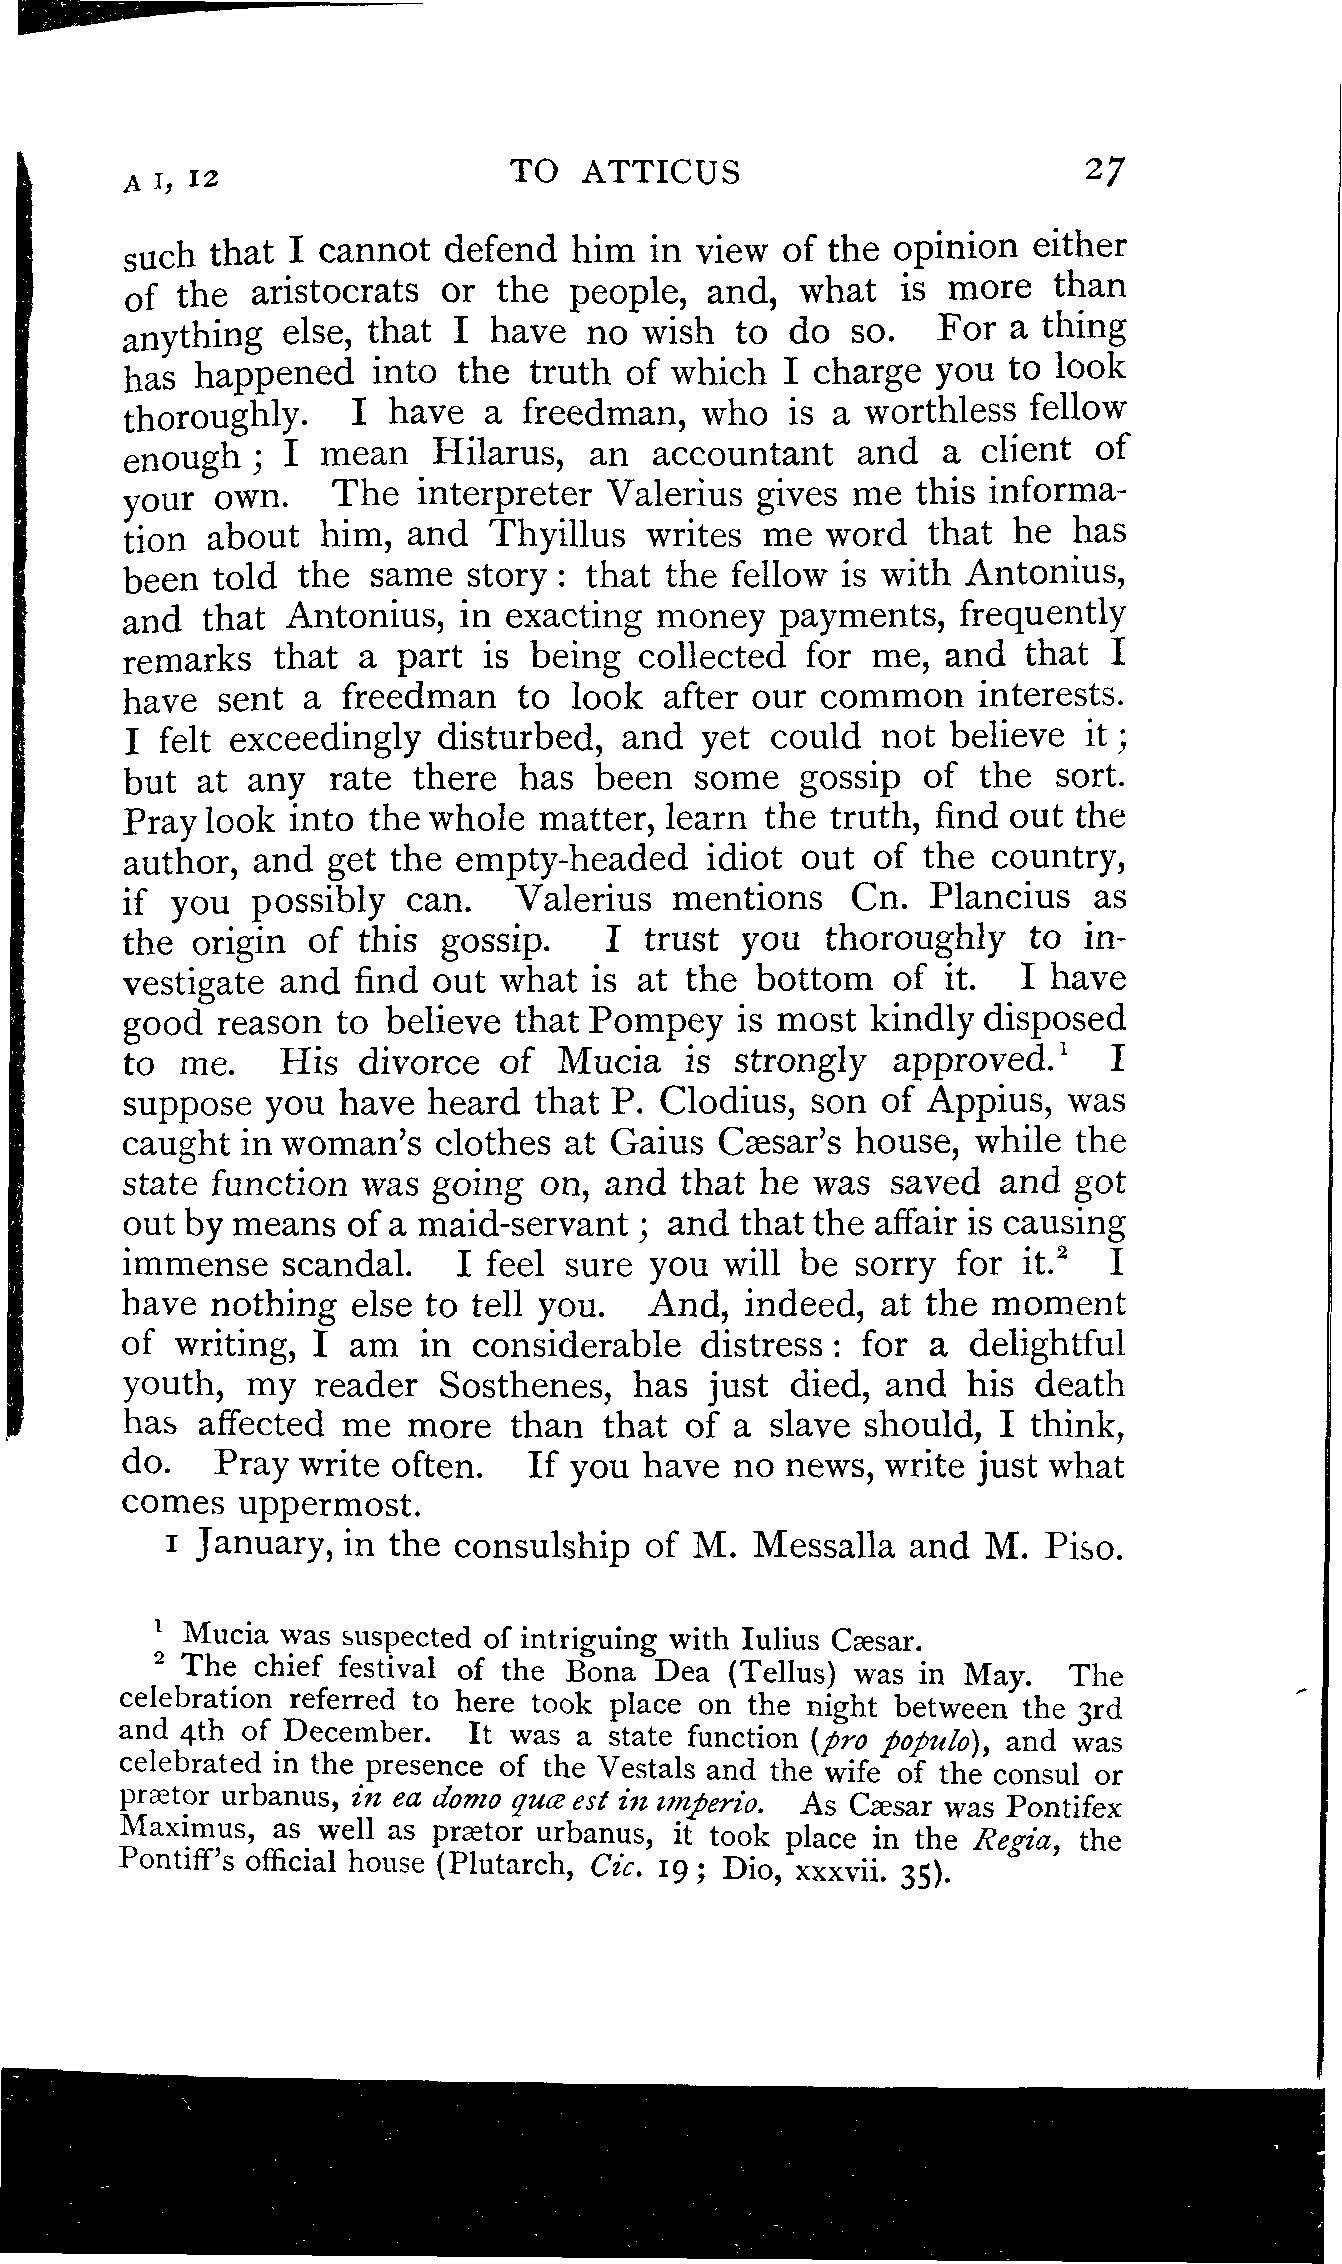 A I, 12 TO ATTICUS 27
such that I cannot defend him in view of the opinion either
of the aristocrats or the people, and, what is more than
anything else, that I have no wish to do so. For a thing
has happened into the truth of which I charge you to look
thoroughly. I have a freedman, who is a worthless fellow
enough ; I mean Hilarus, an accountant and a client of
your own. The interpreter Valerius gives me this informa-
tion about him, and Thyillus writes me word that he has
been told the same story : that the fellow is with Antonius,
and that Antonius, in exacting money payments, frequently
remarks that a part is being collected for me, and that I
have sent a freedman to look after our common interests.
I felt exceedingly disturbed, and yet could not believe it ;
but at any rate there has been some gossip of the sort.
Pray look into the whole matter, learn the truth, find out the
author, and get the empty-headed idiot out of the country,
if you possibly can. Valerius mentions Cn. Plancius as
the origin of this gossip. I trust you thoroughly to in-
vestigate and find out what is at the bottom of it. I have
good reason to believe that Pompey is most kindly disposed
to me. His divorce of Mucia is strongly approved.¹ I
suppose you have heard that P. Clodius, son of Appius, was
caught in woman's clothes at Gaius Cæsar's house, while the
state function was going on, and that he was saved and got
out by means of a maid-servant ; and that the affair is causing
immense scandal. I feel sure you will be sorry for it.² I
have nothing else to tell you. And, indeed, at the moment
of writing, I am in considerable distress : for a delightful
youth, my reader Sosthenes, has just died, and his death
has affected me more than that of a slave should, I think,
do. Pray write often. If you have no news, write just what
comes uppermost.
1 January, in the consulship of M. Messalla and M. Piso.
¹ Mucia was suspected of intriguing with Iulius Cæsar.
² The chief festival of the Bona Dea (Tellus) was in May. The
celebration referred to here took place on the night between the 3rd
and 4th of December. It was a state function (pro populo), and was
celebrated in the presence of the Vestals and the wife of the consul or
prætor urbanus, in ea domo quæ est in imperio. As Cæsar was Pontifex
Maximus, as well as prætor urbanus, it took place in the Regia, the
Pontiff's official house (Plutarch, Cic. 19 ; Dio, xxxvii. 35).